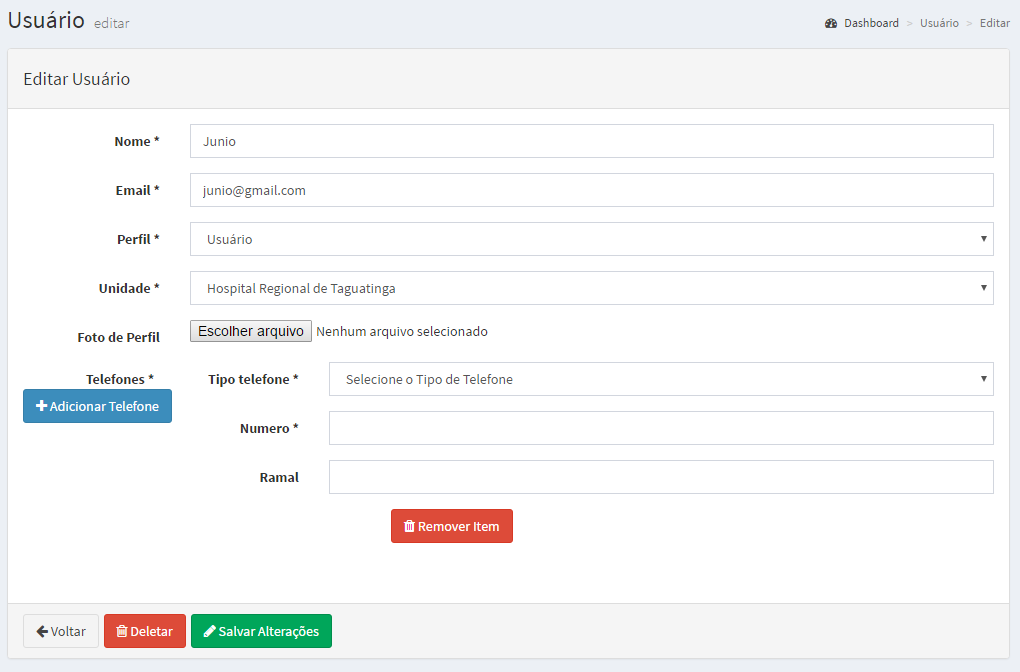 Usuário editar
Dashboard > Usuário > Editar
Editar Usuário
Nome * Junio
Email * junio@gmail.com
Perfil * Usuário
Unidade * Hospital Regional de Taguatinga
Foto de Perfil Escolher arquivo Nenhum arquivo selecionado
Telefones * Tipo telefone * Selecione o Tipo de Telefone
Adicionar Telefone
Numero *
Ramal
Remover Item
Voltar Deletar Salvar Alterações